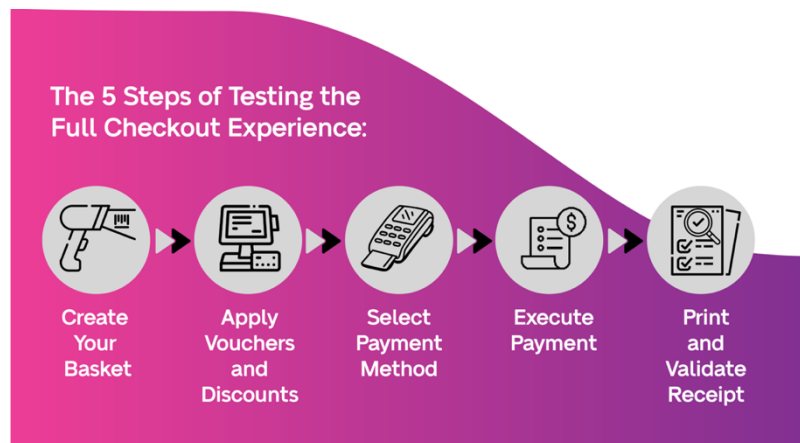 The 5 Steps of Testing the
Full Checkout Experience:
Create
Your
Basket
Apply
Vouchers
and
Discounts
Select
Payment
Method
Execute
Payment
Print
and
Validate
Receipt